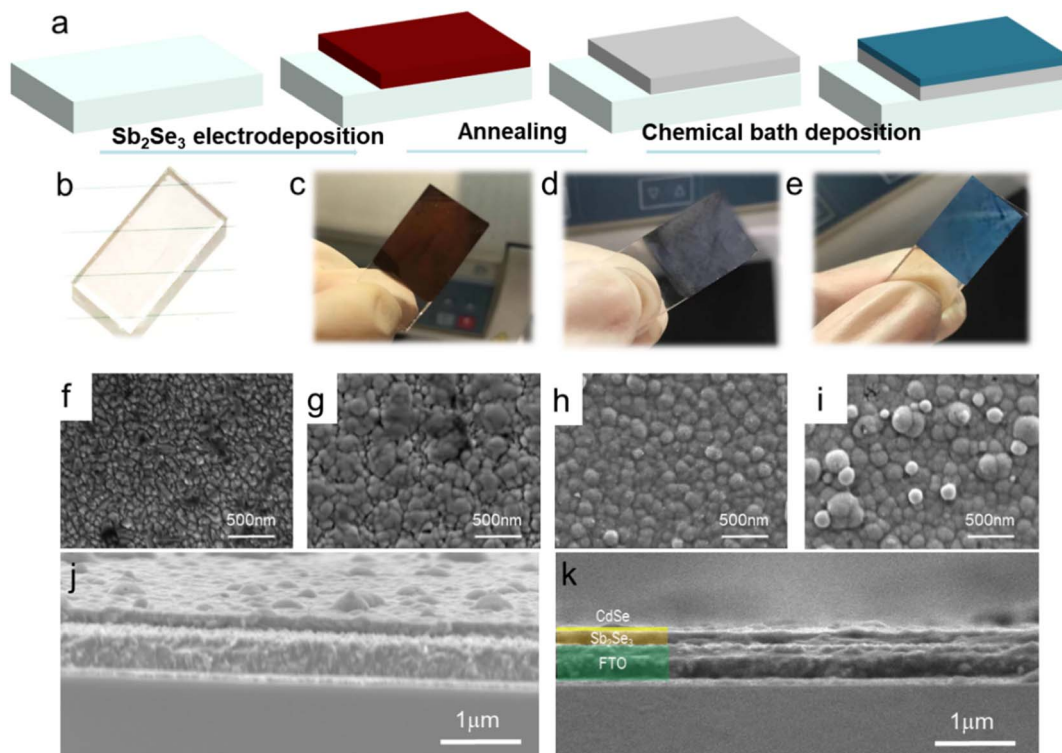 a
Sb₂Se₃ electrodeposition
Annealing
Chemical bath deposition
b
c
d
e
f
g
h
i
500nm
500nm
500nm
500nm
j
k
CdSe
Sb₂Se₃
FTO
1μm
1μm